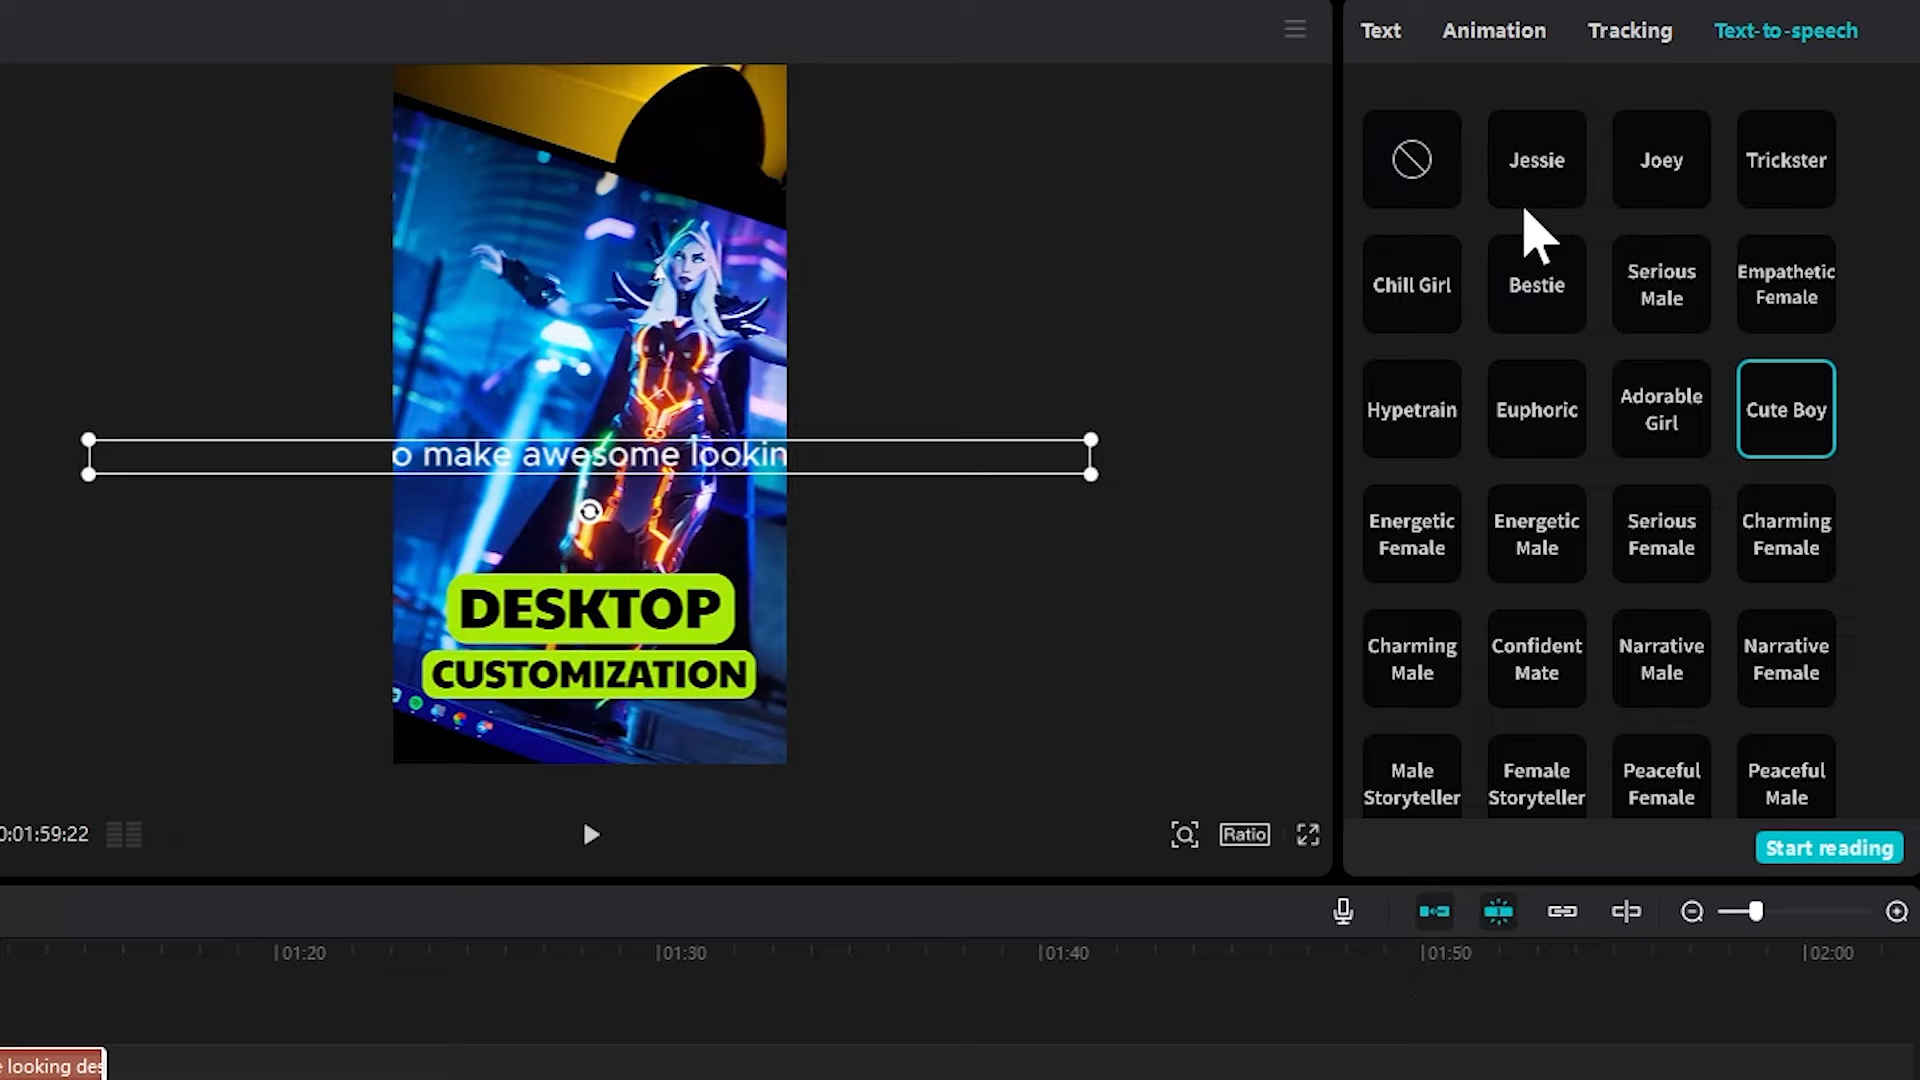 Text Animation Tracking Text-to-speech
Jessie Joey Trickster
Chill Girl Bestie Serious Male Empathetic Female
Hypetrain Euphoric Adorable Girl Cute Boy
o make awesome lookin
Energetic Female Energetic Male Serious Female Charming Female
DESKTOP
CUSTOMIZATION
Charming Male Confident Mate Narrative Male Narrative Female
Male Storyteller Female Storyteller Peaceful Female Peaceful Male
0:01:59:22 Ratio
Start reading
01:20 01:30 01:40 01:50 02:00
e looking des